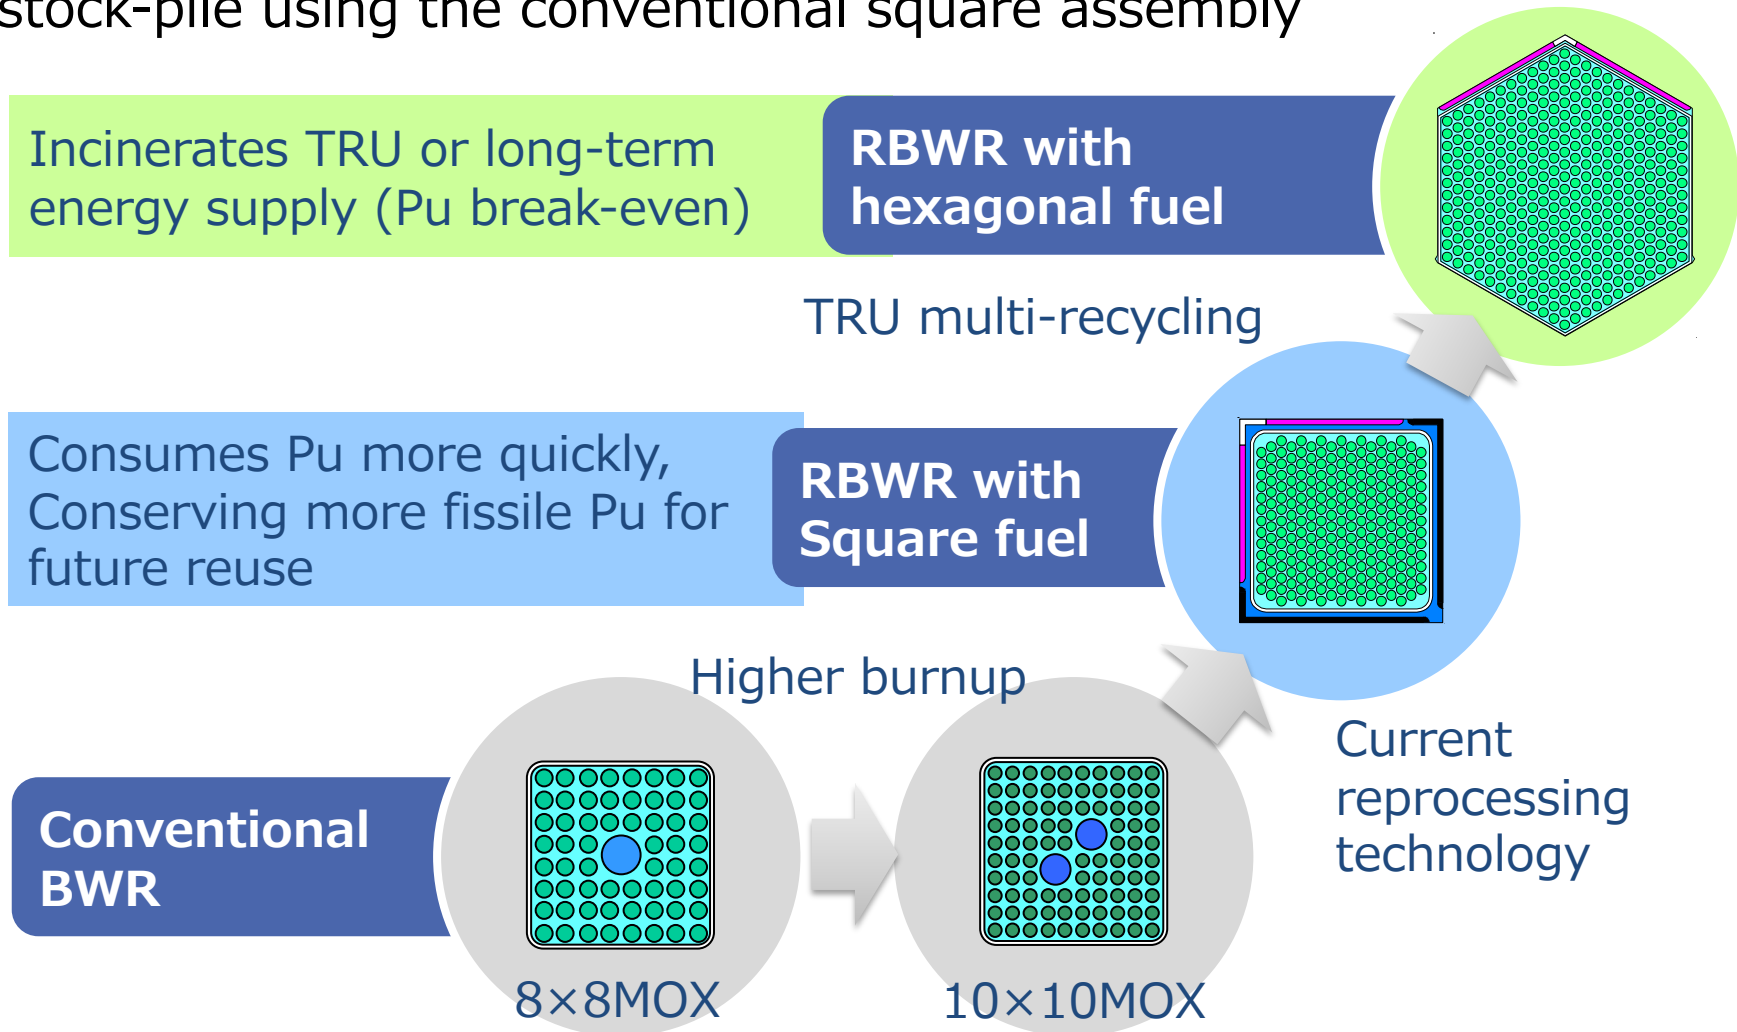 stock-pile using the conventional square assembly
Incinerates TRU or long-term
energy supply (Pu break-even)
RBWR with
hexagonal fuel
TRU multi-recycling
Consumes Pu more quickly,
Conserving more fissile Pu for
future reuse
RBWR with
Square fuel
Higher burnup
Current
reprocessing
technology
Conventional
BWR
8×8MOX
10×10MOX